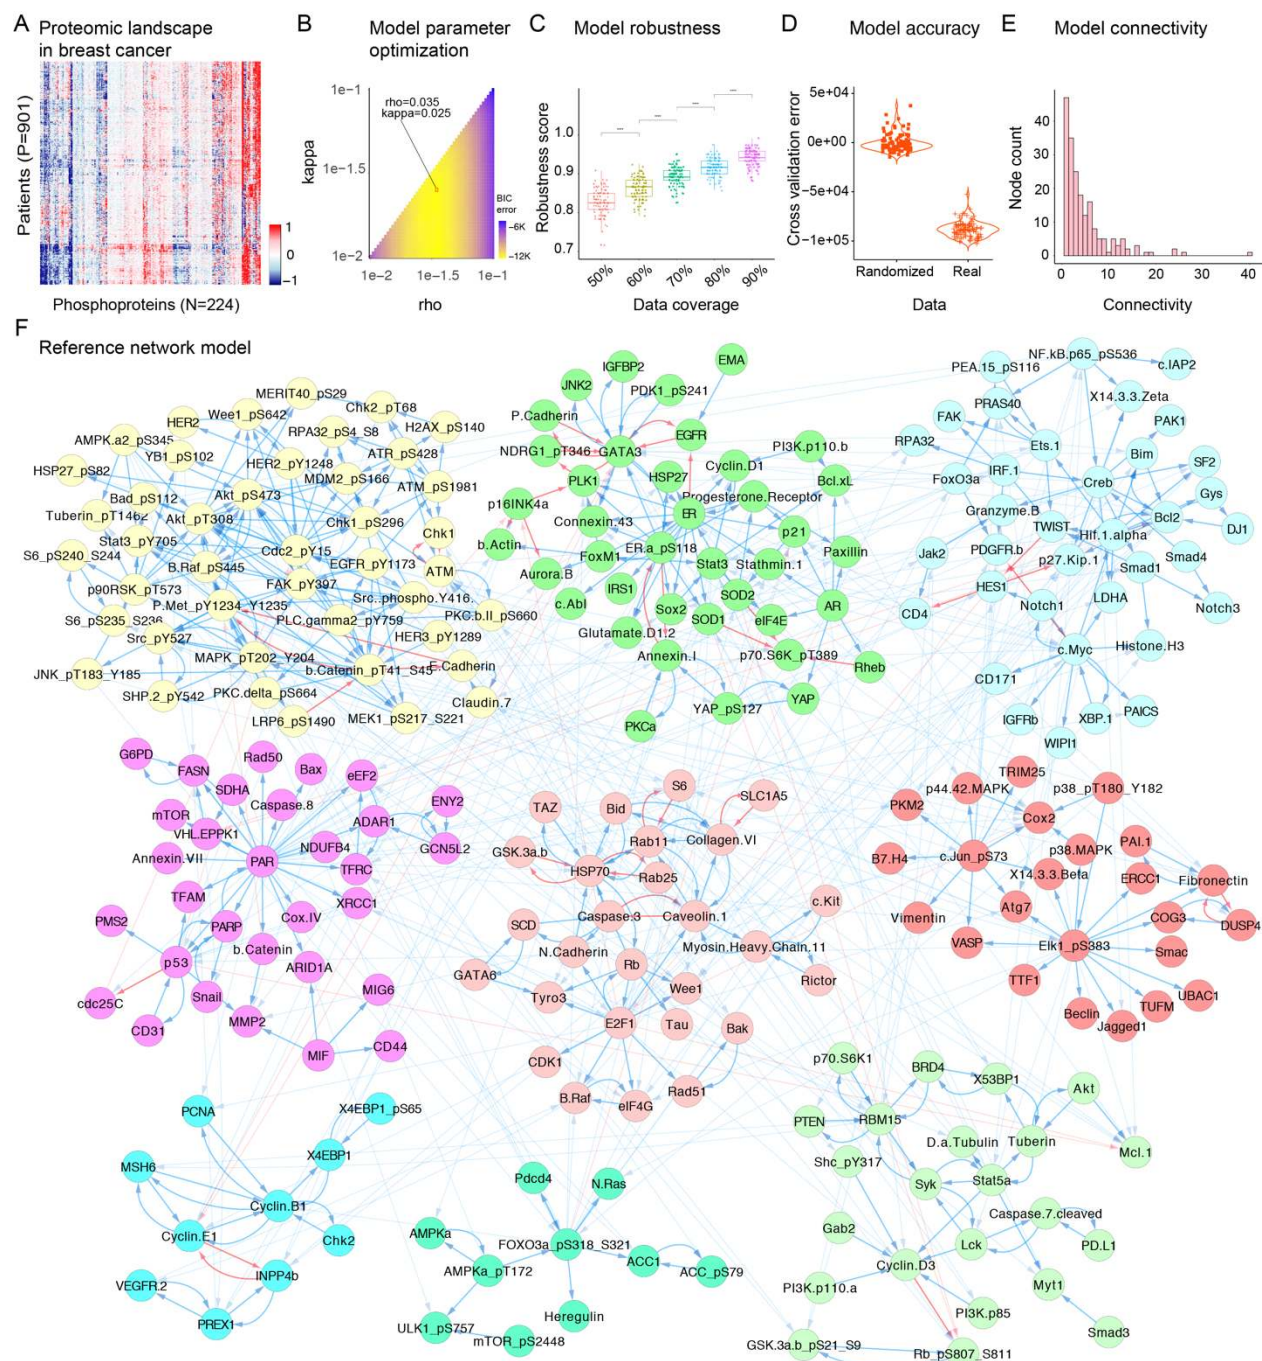 A Proteomic landscape
in breast cancer
Patients (P=901)
1
0
−1
Phosphoproteins (N=224)
B Model parameter
optimization
kappa
1e−1
1e−1.5
1e−2
rho=0.035
kappa=0.025
BIC
error
−6K
−12K
1e−2
1e−1.5
1e−1
rho
C Model robustness
Robustness score
1.0
0.9
0.8
0.7
50%
60%
70%
80%
90%
Data coverage
D Model accuracy
Cross validation error
5e+04
0e+00
−5e+04
−1e+05
Randomized
Real
Data
E Model connectivity
Node count
40
30
20
10
0
0
10
20
30
40
Connectivity
F Reference network model
MERIT40_pS29
Wee1_pS642
Chk2_pT68
HER2
RPA32_pS4_S8
H2AX_pS140
AMPK.a2_pS345
YB1_pS102
HER2_pY1248
ATR_pS428
HSP27_pS82
MDM2_pS166
ATM_pS1981
Bad_pS112
Akt_pS473
Tuberin_pT1462
Akt_pT308
Chk1_pS296
Chk1
Stat3_pY705
S6_pS240_S244
Cdc2_pY15
B.Raf_pS445
EGFR_pY1173
ATM
p90RSK_pT573
FAK_pY397
P.Met_pY1234_Y1235
Src..phospho.Y416.
S6_pS235_S236
PLC.gamma2_pY759
PKC.b.II_pS660
Src_pY527
HER3_pY1289
MAPK_pT202_Y204
E.Cadherin
JNK_pT183_Y185
b.Catenin_pT41_S45
SHP.2_pY542
PKC.delta_pS664
Claudin.7
LRP6_pS1490
MEK1_pS217_S221
IGFBP2
EMA
JNK2
PDK1_pS241
P.Cadherin
EGFR
NDRG1_pT346
GATA3
PI3K.p110.b
PLK1
HSP27
Cyclin.D1
Bcl.xL
p16INK4a
Progesterone.Receptor
Connexin.43
ER
p21
b.Actin
FoxM1
ER.a_pS118
Paxillin
Aurora.B
Stat3
Stathmin.1
c.Abl
IRS1
SOD2
Sox2
SOD1
AR
eIF4E
Glutamate.D1.2
Annexin.I
p70.S6K_pT389
Rheb
YAP_pS127
YAP
PKCa
NF.kB.p65_pS536
PEA.15_pS116
c.IAP2
PRAS40
X14.3.3.Zeta
FAK
PAK1
RPA32
Ets.1
Bim
IRF.1
SF2
FoxO3a
Creb
Gys
Granzyme.B
Bcl2
TWIST
Hif.1.alpha
DJ1
Jak2
PDGFR.b
p27.Kip.1
Smad4
Smad1
HES1
CD4
Notch1
LDHA
Notch3
c.Myc
Histone.H3
CD171
IGFRb
XBP.1
PAICS
WIPI1
G6PD
Rad50
FASN
Bax
eEF2
SDHA
mTOR
Caspase.8
ENY2
VHL.EPPK1
ADAR1
NDUFB4
GCN5L2
Annexin.VII
PAR
TFRC
TFAM
XRCC1
PMS2
Cox.IV
PARP
b.Catenin
p53
ARID1A
cdc25C
Snail
MIG6
MMP2
CD31
MIF
CD44
S6
SLC1A5
TAZ
Bid
Rab11
Collagen.VI
GSK.3a.b
HSP70
Rab25
c.Kit
Caspase.3
Caveolin.1
SCD
N.Cadherin
Myosin.Heavy.Chain.11
Rb
GATA6
Rictor
Wee1
Tyro3
E2F1
Tau
Bak
CDK1
Rad51
B.Raf
eIF4G
TRIM25
p44.42.MAPK
p38_pT180_Y182
PKM2
Cox2
PAI.1
p38.MAPK
B7.H4
c.Jun_pS73
X14.3.3.Beta
ERCC1
Fibronectin
Atg7
COG3
Vimentin
DUSP4
VASP
Elk1_pS383
Smac
TTF1
UBAC1
TUFM
Beclin
Jagged1
PCNA
X4EBP1_pS65
MSH6
X4EBP1
Cyclin.B1
Cyclin.E1
Chk2
VEGFR.2
INPP4b
PREX1
Pdcd4
N.Ras
AMPKa
FOXO3a_pS318_S321
AMPKa_pT172
ACC1
ACC_pS79
Heregulin
ULK1_pS757
mTOR_pS2448
p70.S6K1
BRD4
X53BP1
Akt
PTEN
RBM15
D.a.Tubulin
Tuberin
Mcl.1
Shc_pY317
Syk
Stat5a
Caspase.7.cleaved
Gab2
Lck
PD.L1
Cyclin.D3
PI3K.p110.a
Myt1
PI3K.p85
Smad3
GSK.3a.b_pS21_S9
Rb_pS807_S811